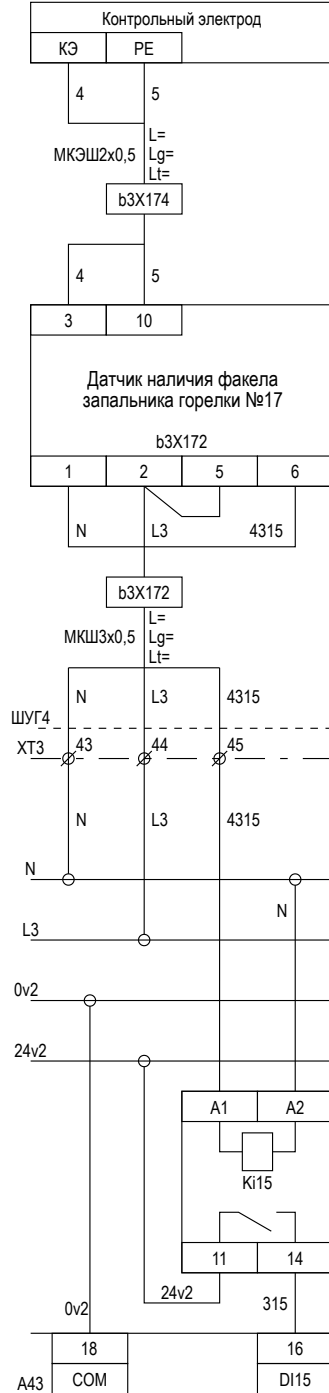 Контрольный электрод
КЭ PE
4 5
L=
МКЭШ2х0,5 Lg=
Lt=
b3X174
4 5
3 10
Датчик наличия факела
запальника горелки №17
b3X172
1 2 5 6
N L3 4315
b3X172
L=
МКШ3х0,5 Lg=
Lt=
N L3 4315
ШУГ4
ХТ3 43 44 45
N L3 4315
N
N
L3
0v2
24v2
A1 A2
Ki15
11 14
0v2 24v2 315
18 16
A43 COM DI15